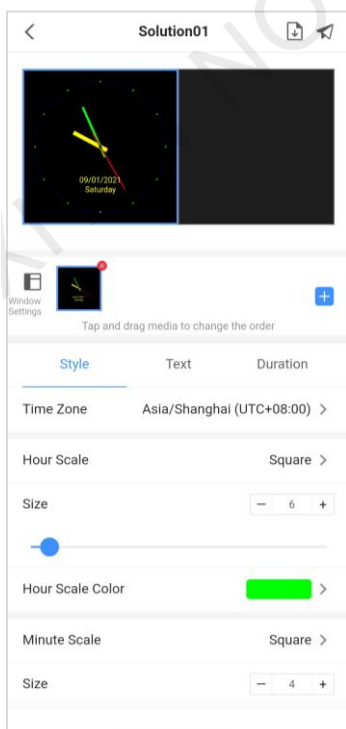 Solution01
09/01/2021
Saturday
Window
Settings
Tap and drag media to change the order
Style Text Duration
Time Zone Asia/Shanghai (UTC+08:00)
Hour Scale Square
Size − 6 +
Hour Scale Color
Minute Scale Square
Size − 4 +